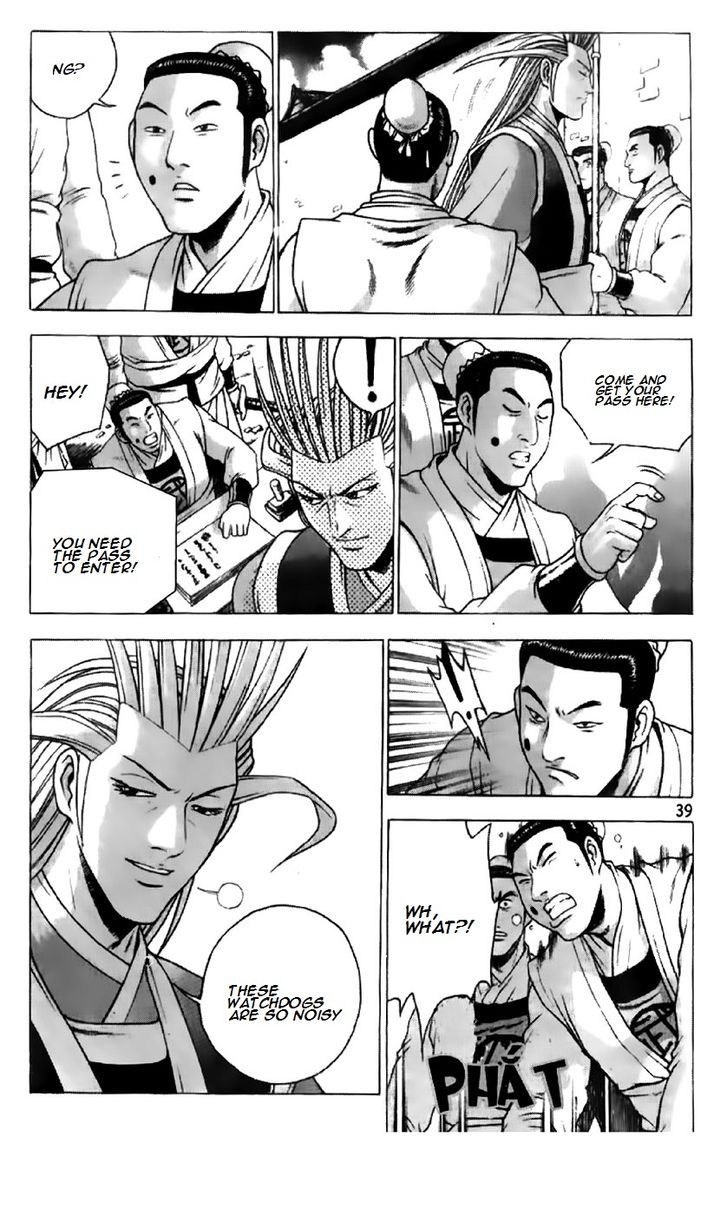 NG?
COME AND
GET YOUR
PASS HERE!
!
HEY!
YOU NEED
THE PASS
TO ENTER!
!
THESE
WATCHDOGS
ARE SO NOISY
39
WH,
WHAT?!
PHAT